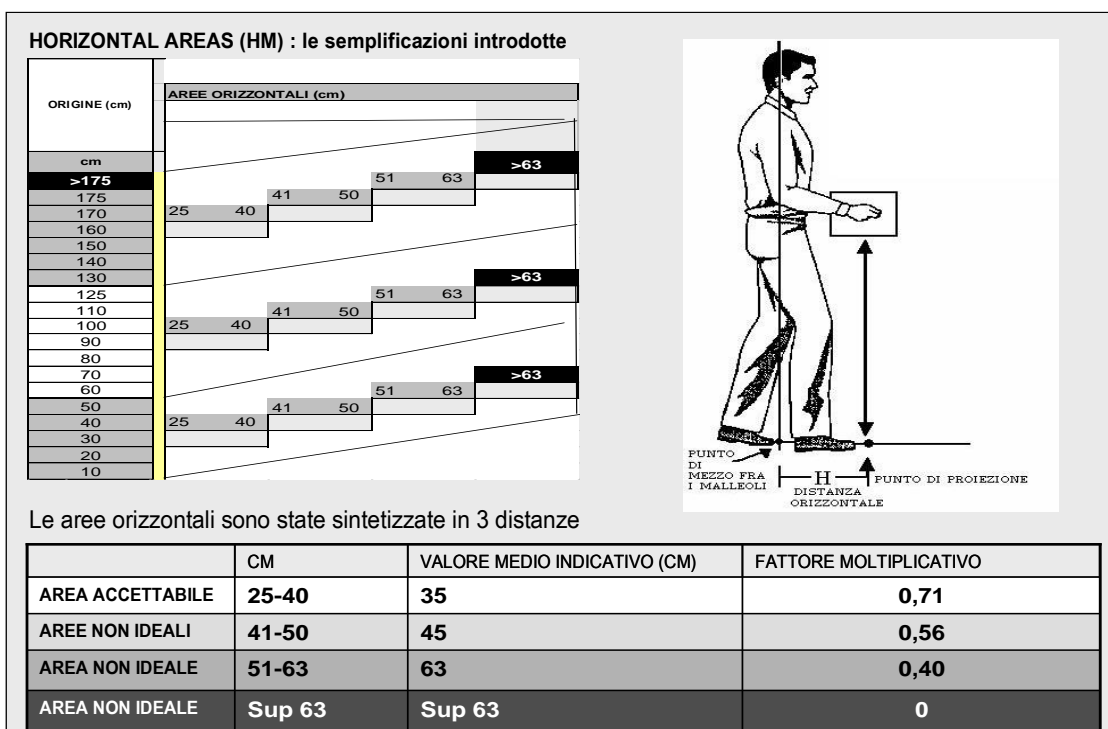 HORIZONTAL AREAS (HM) : le semplificazioni introdotte
ORIGINE (cm)
AREE ORIZZONTALI (cm)
cm
>63
>175
51 63
175
41 50
170
25 40
160
150
140
130
>63
125
51 63
110
41 50
100
25 40
90
80
70
>63
60
51 63
50
41 50
40
25 40
30
20
10
PUNTO
DI
MEZZO FRA
I MALLEOLI
H
DISTANZA
ORIZZONTALE
PUNTO DI PROIEZIONE
Le aree orizzontali sono state sintetizzate in 3 distanze
CM VALORE MEDIO INDICATIVO (CM) FATTORE MOLTIPLICATIVO
AREA ACCETTABILE 25-40 35 0,71
AREE NON IDEALI 41-50 45 0,56
AREA NON IDEALE 51-63 63 0,40
AREA NON IDEALE Sup 63 Sup 63 0